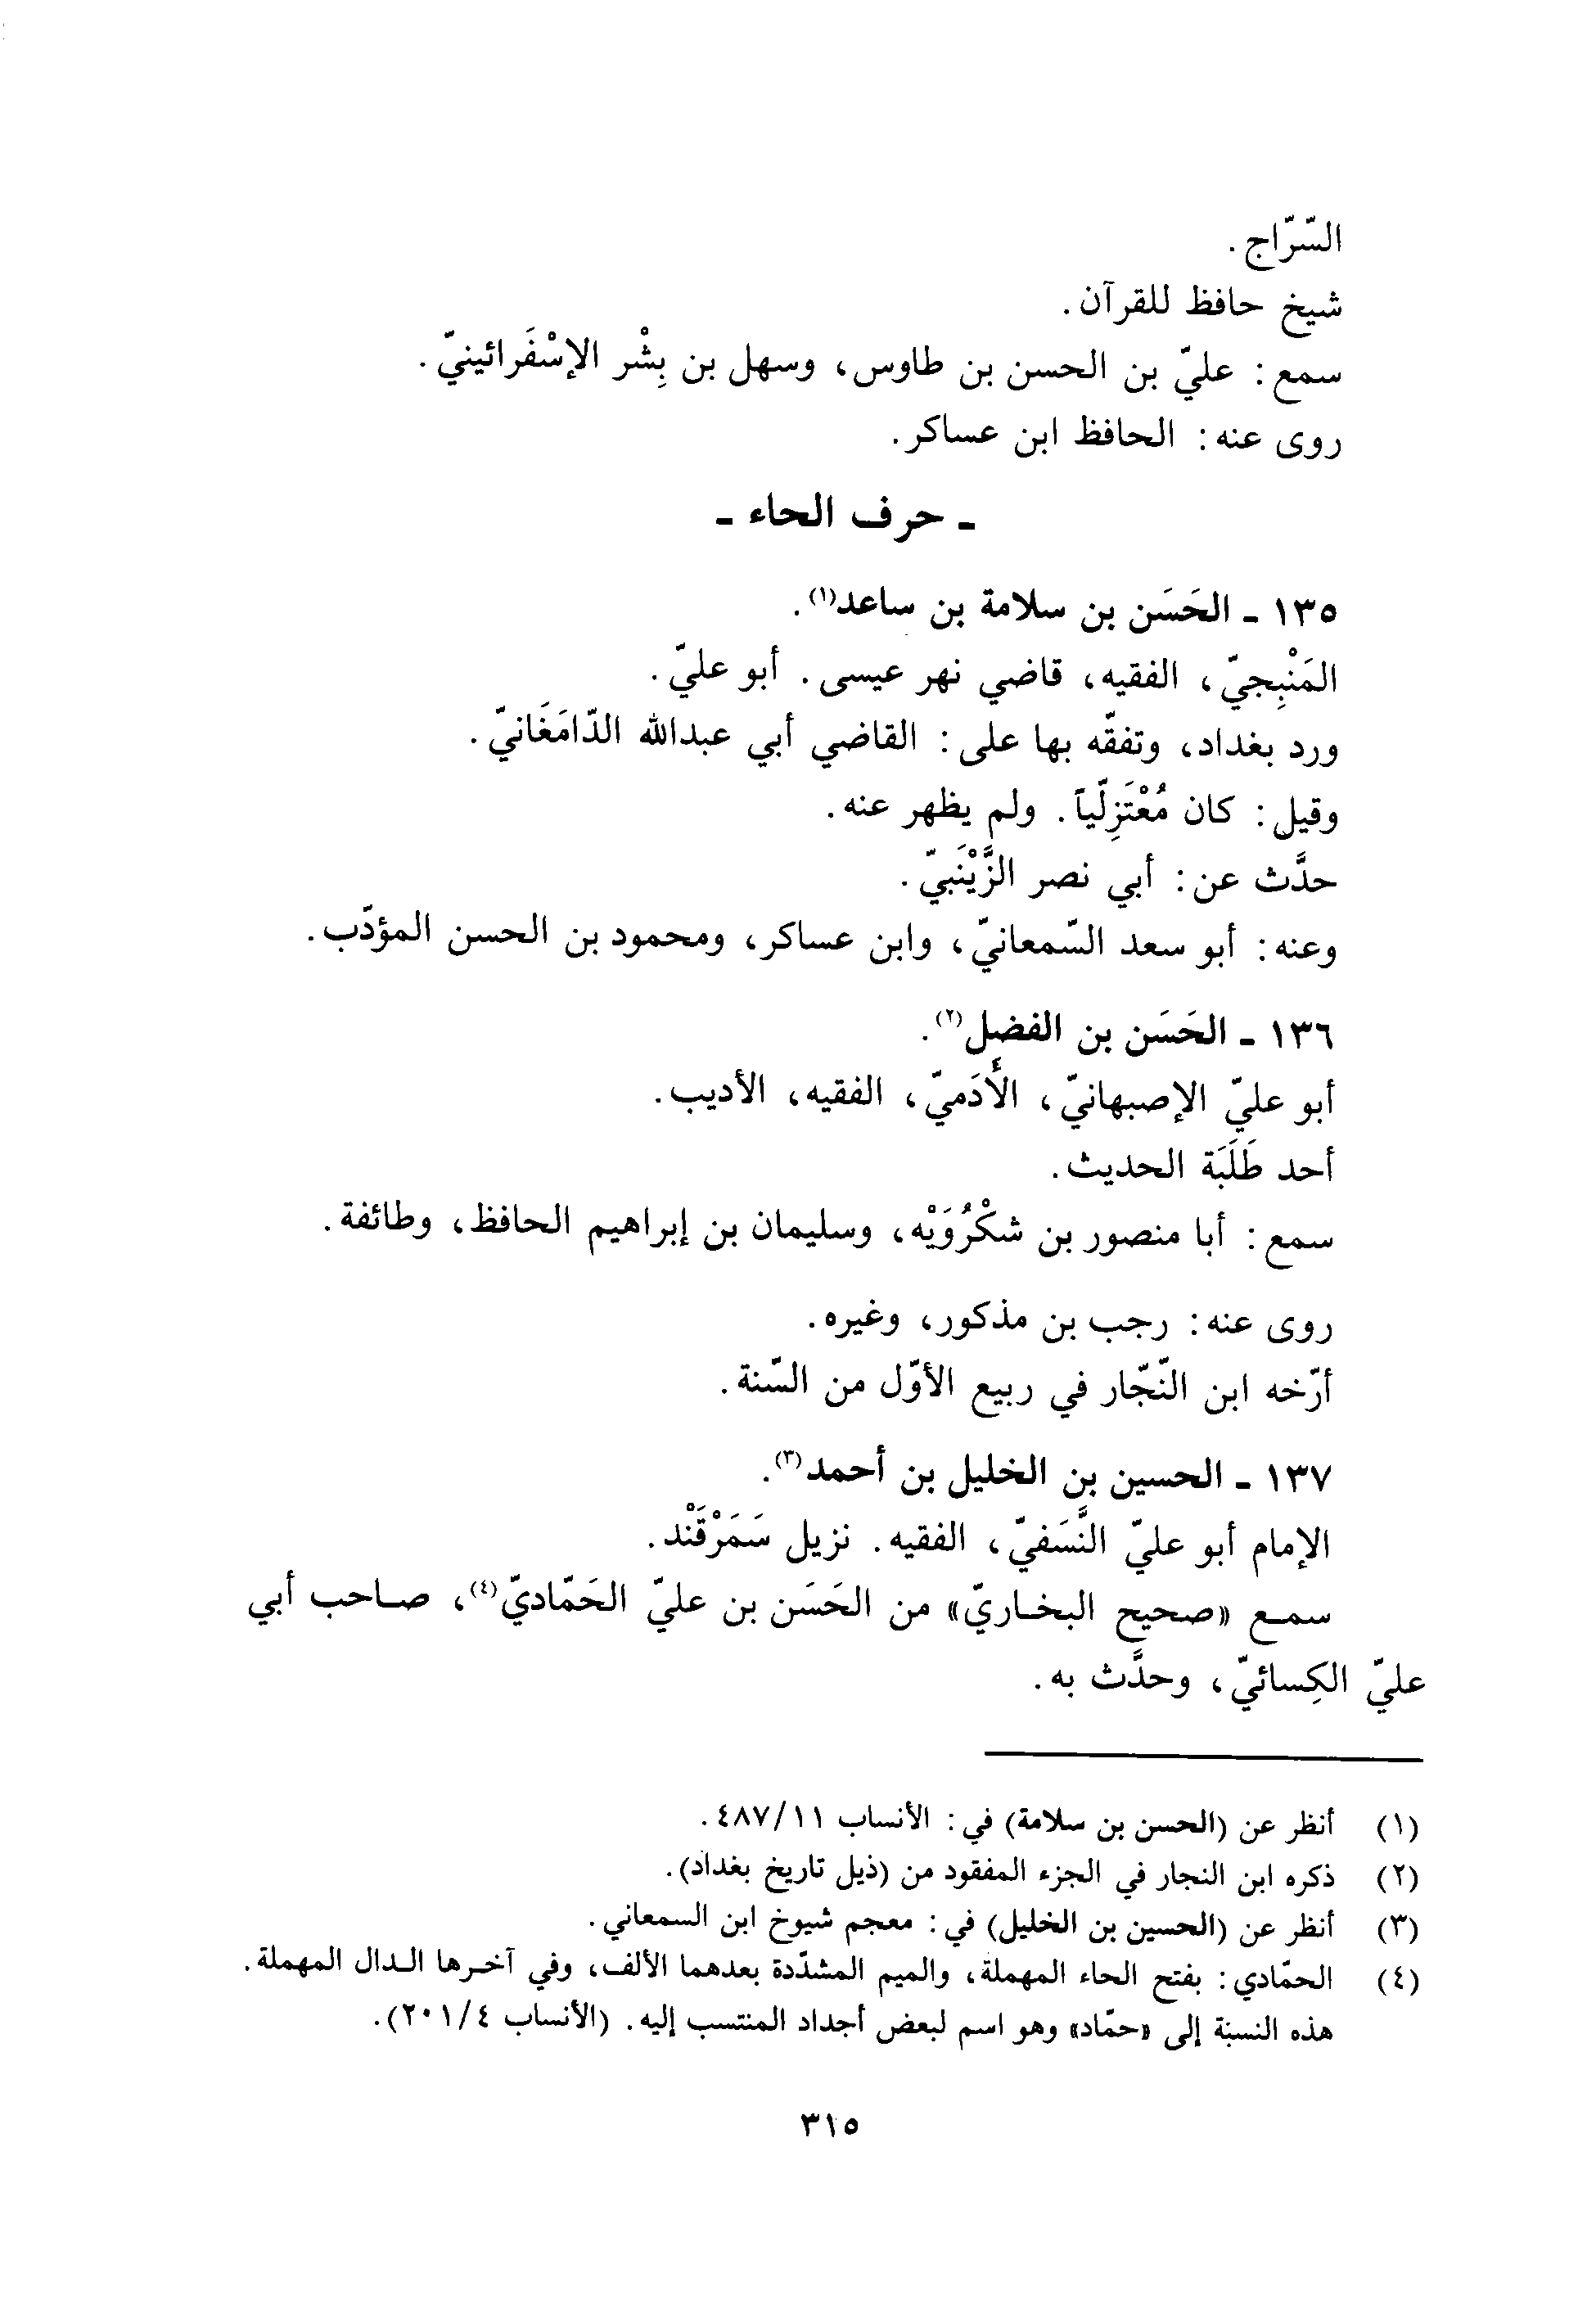 السّرّاج.
شيخ حافظ للقرآن.
سمع: عليّ بن الحسن بن طاوس، وسهل بن بِشْر الإسْفَرائينيّ.
روى عنه: الحافظ ابن عساكر.
ـ حرف الحاء ـ
١٣٥ ـ الحَسَن بن سلامة بن ساعد(١).
المَنْبِجيّ، الفقيه، قاضي نهر عيسى. أبو عليّ.
ورد بغداد، وتفقّه بها على: القاضي أبي عبدالله الدّامَغَانيّ.
وقيل: كان مُعْتَزِلّياً. ولم يظهر عنه.
حدَّث عن: أبي نصر الزَّيْنَبيّ.
وعنه: أبو سعد السّمعانيّ، وابن عساكر، ومحمود بن الحسن المؤدّب.
١٣٦ ـ الحَسَن بن الفضل(٢).
أبو عليّ الإصبهانيّ، الأَدَميّ، الفقيه، الأديب.
أحد طَلَبَة الحديث.
سمع: أبا منصور بن شكْرُوَيْه، وسليمان بن إبراهيم الحافظ، وطائفة.
روى عنه: رجب بن مذكور، وغيره.
أرّخه ابن النّجّار في ربيع الأوّل من السّنة.
١٣٧ ـ الحسين بن الخليل بن أحمد(٣).
الإمام أبو عليّ النَّسَفيّ، الفقيه. نزيل سَمَرْقَنْد.
سمـع «صحيح البخـاريّ» من الحَسَن بن عليّ الحَمّاديّ(٤)، صـاحب أبي
عليّ الكِسائيّ، وحدَّث به.
(١) أنظر عن (الحسن بن سلامة) في: الأنساب ٤٨٧/١١.
(٢) ذكره ابن النجار في الجزء المفقود من (ذيل تاريخ بغداد).
(٣) أنظر عن (الحسين بن الخليل) في: معجم شيوخ ابن السمعاني.
(٤) الحمّادي: بفتح الحاء المهملة، والميم المشدّدة بعدهما الألف، وفي آخـرها الـدال المهملة.
هذه النسبة إلى «حمّاد» وهو اسم لبعض أجداد المنتسب إليه. (الأنساب ٢٠١/٤).
٣١٥